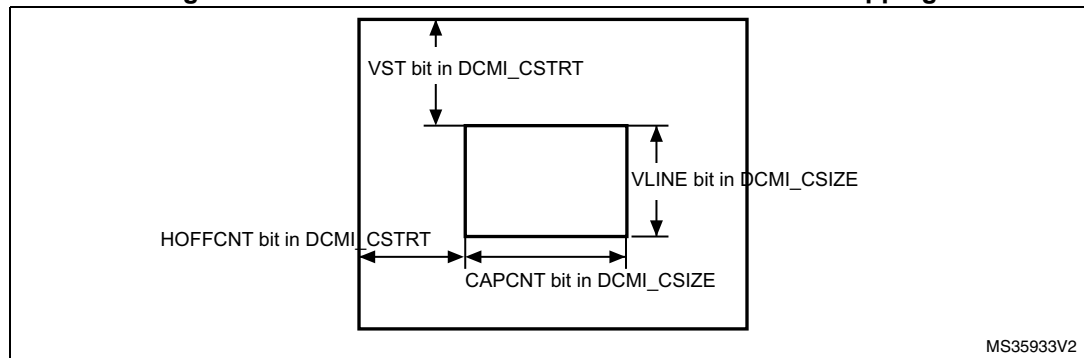 VST bit in DCMI_CSTRT
VLINE bit in DCMI_CSIZE
HOFFCNT bit in DCMI_CSTRT
CAPCNT bit in DCMI_CSIZE
MS35933V2